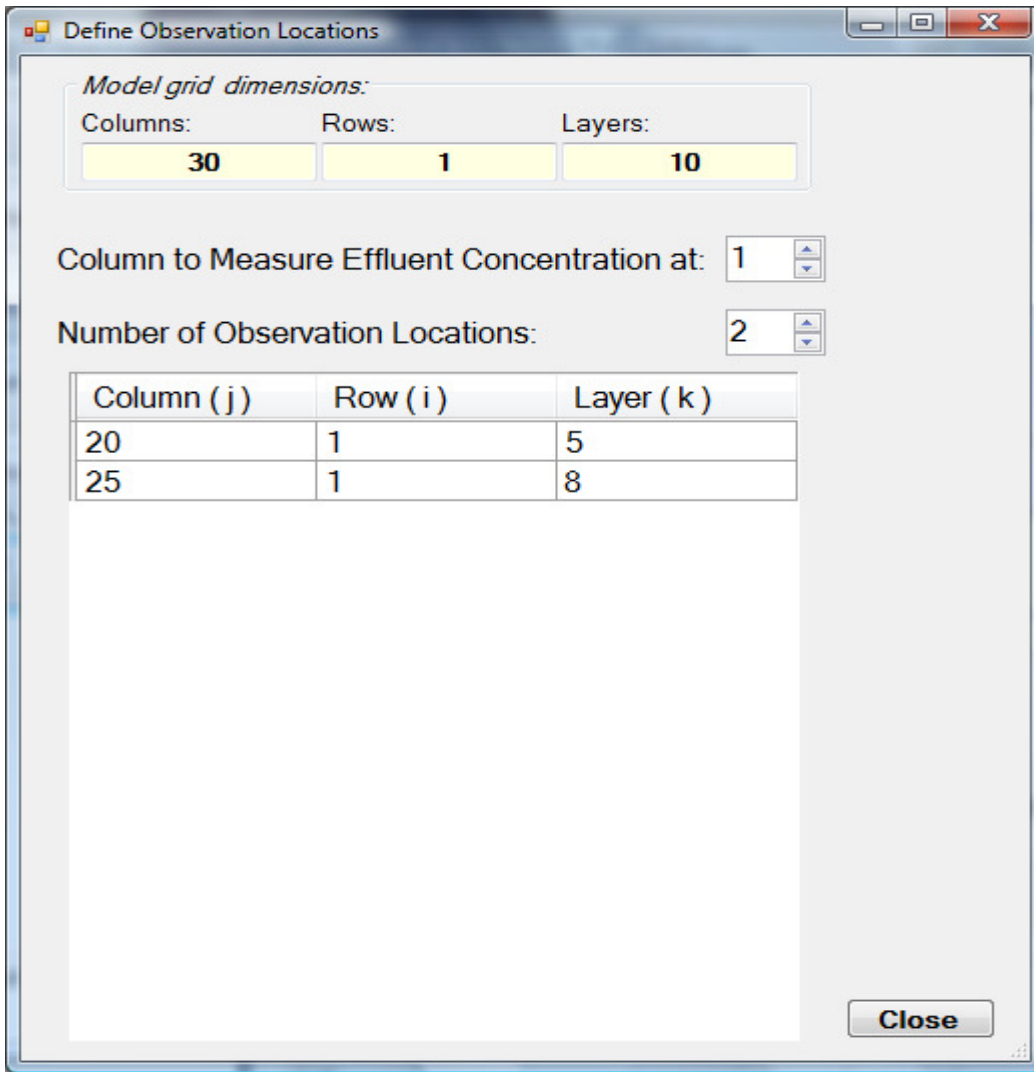 Define Observation Locations
Model grid dimensions:
Columns: Rows: Layers:
30 1 10
Column to Measure Effluent Concentration at: 1
Number of Observation Locations: 2
Column ( j ) Row ( i ) Layer ( k )
20 1 5
25 1 8
Close